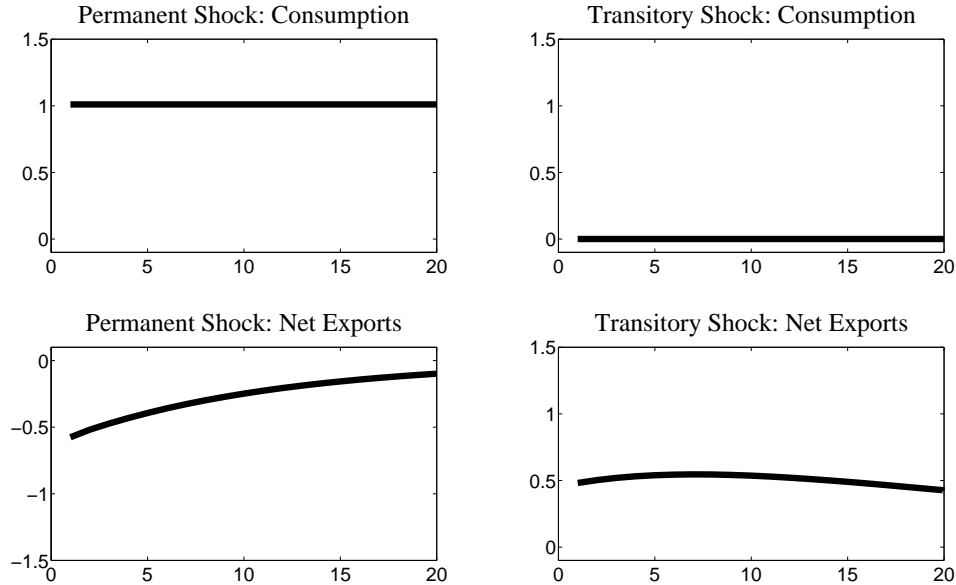 Permanent Shock: Consumption
1.5
1
0.5
0
0 5 10 15 20
Transitory Shock: Consumption
1.5
1
0.5
0
0 5 10 15 20
Permanent Shock: Net Exports
0
−0.5
−1
−1.5
0 5 10 15 20
Transitory Shock: Net Exports
1.5
1
0.5
0
0 5 10 15 20